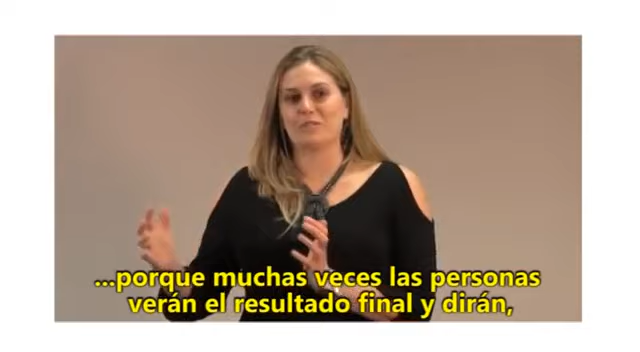 ...porque muchas veces las personas
verán el resultado final y dirán,